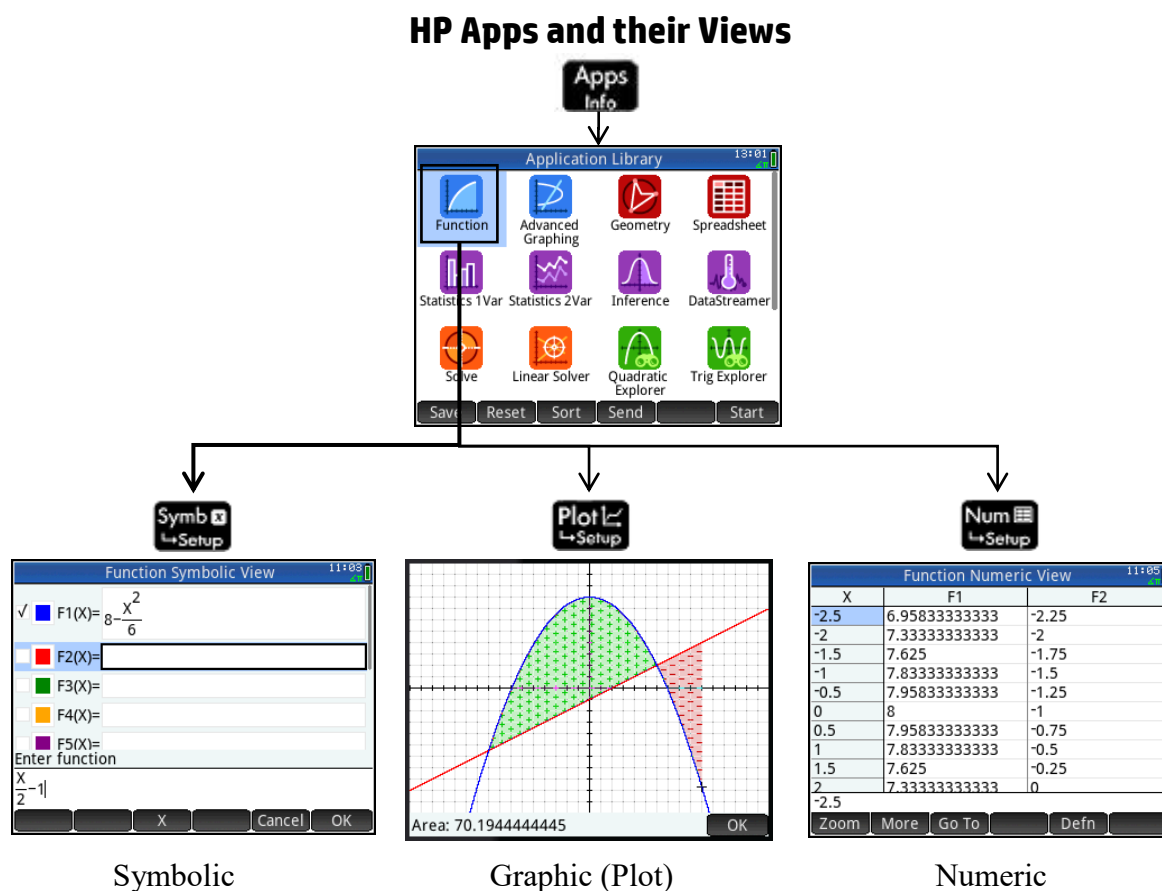 HP Apps and their Views
Apps
Info
Application Library 13:01
Function Advanced Graphing Geometry Spreadsheet
Statistics 1Var Statistics 2Var Inference DataStreamer
Solve Linear Solver Quadratic Explorer Trig Explorer
Save Reset Sort Send Start
Symb x
↳Setup
Plot
↳Setup
Num
↳Setup
Function Symbolic View 11:03
√ F1(X)= 8-X²/6
F2(X)=
F3(X)=
F4(X)=
F5(X)=
Enter function
X/2-1
X Cancel OK
Area: 70.1944444445 OK
Function Numeric View 11:05
X F1 F2
-2.5 6.95833333333 -2.25
-2 7.33333333333 -2
-1.5 7.625 -1.75
-1 7.83333333333 -1.5
-0.5 7.95833333333 -1.25
0 8 -1
0.5 7.95833333333 -0.75
1 7.83333333333 -0.5
1.5 7.625 -0.25
2 7.33333333333 0
-2.5
Zoom More Go To Defn
Symbolic Graphic (Plot) Numeric